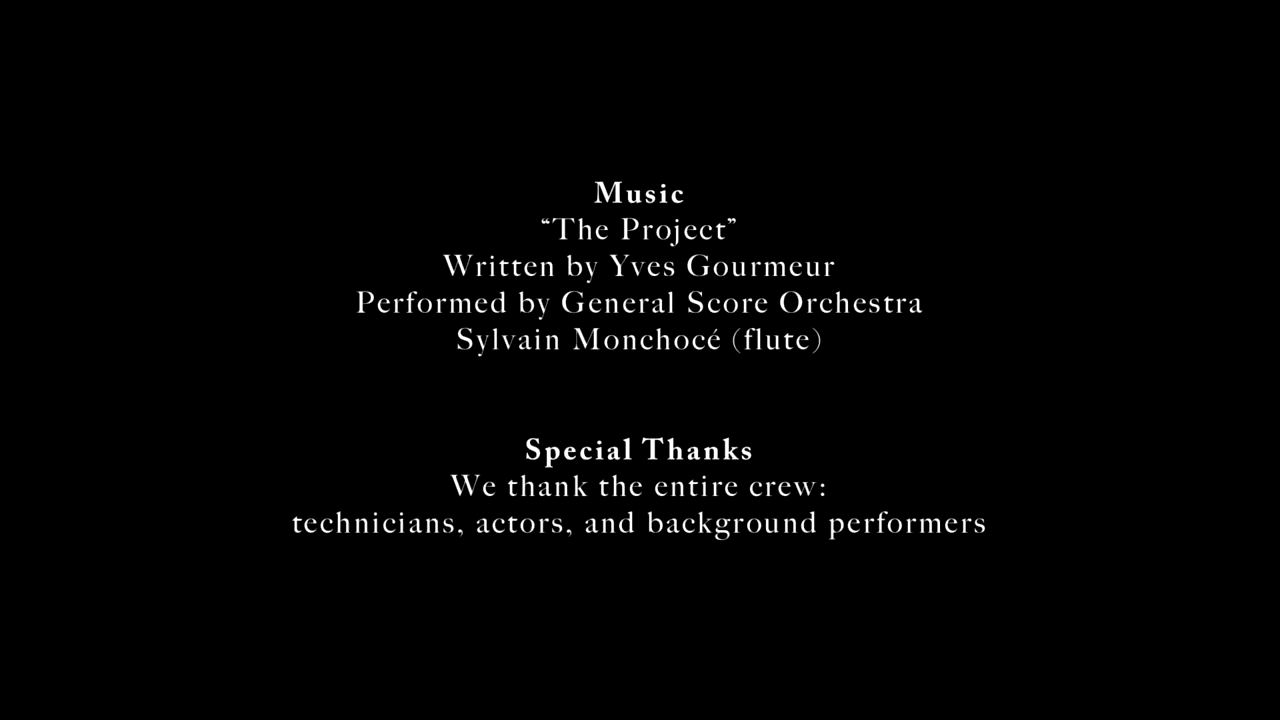 Music
“The Project”
Written by Yves Gourmeur
Performed by General Score Orchestra
Sylvain Monchocé (flute)
Special Thanks
We thank the entire crew:
technicians, actors, and background performers